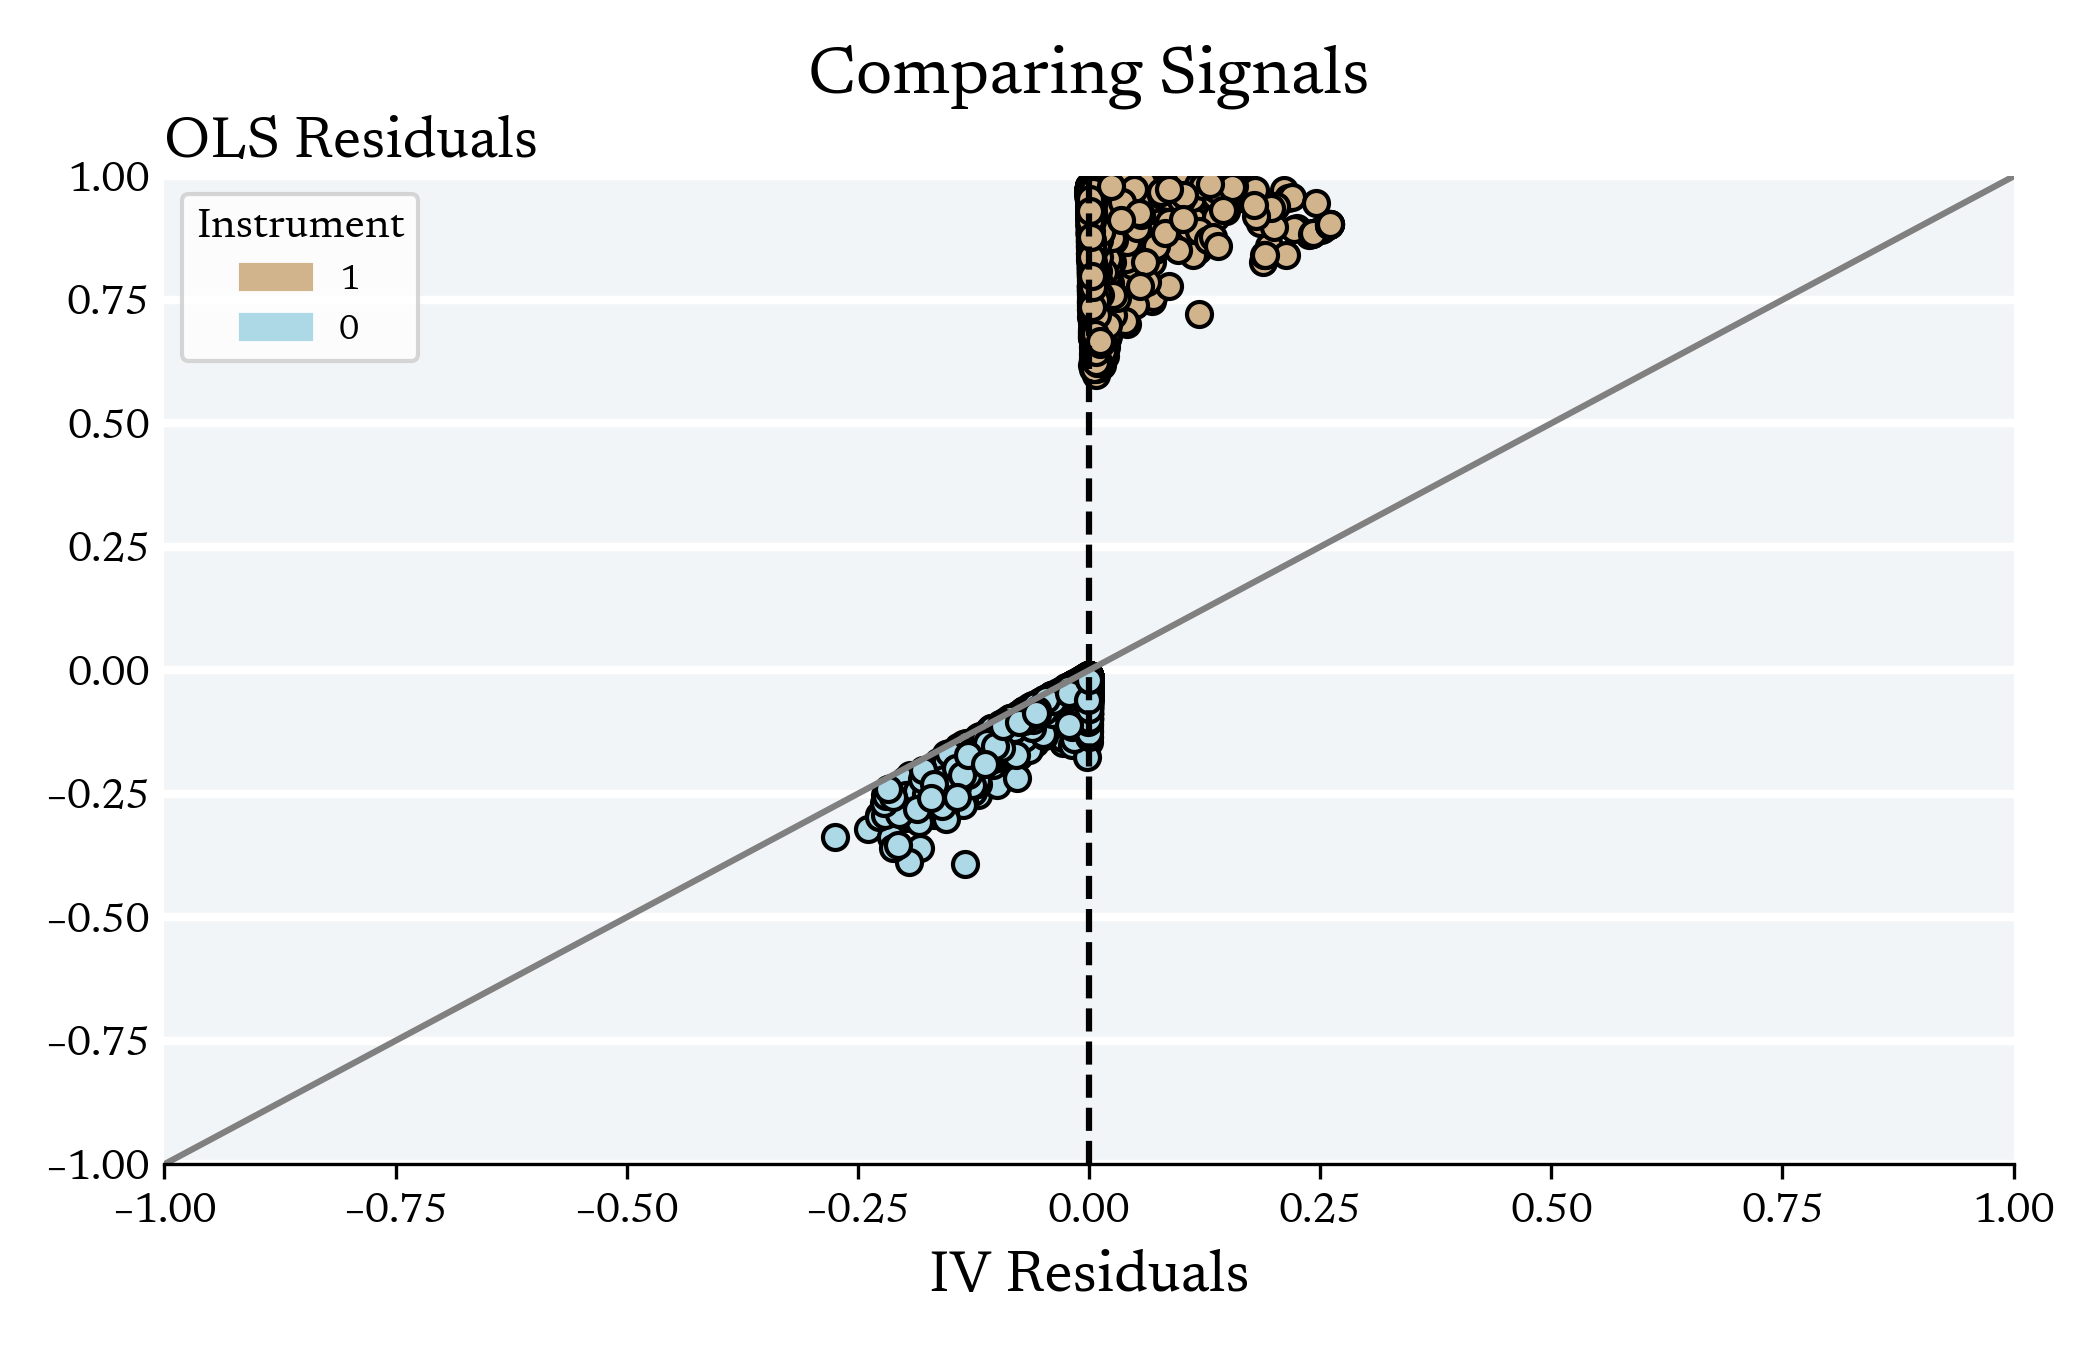 Comparing Signals
OLS Residuals
1.00
0.75
0.50
0.25
0.00
–0.25
–0.50
–0.75
–1.00
Instrument
1
0
–1.00 –0.75 –0.50 –0.25 0.00 0.25 0.50 0.75 1.00
IV Residuals